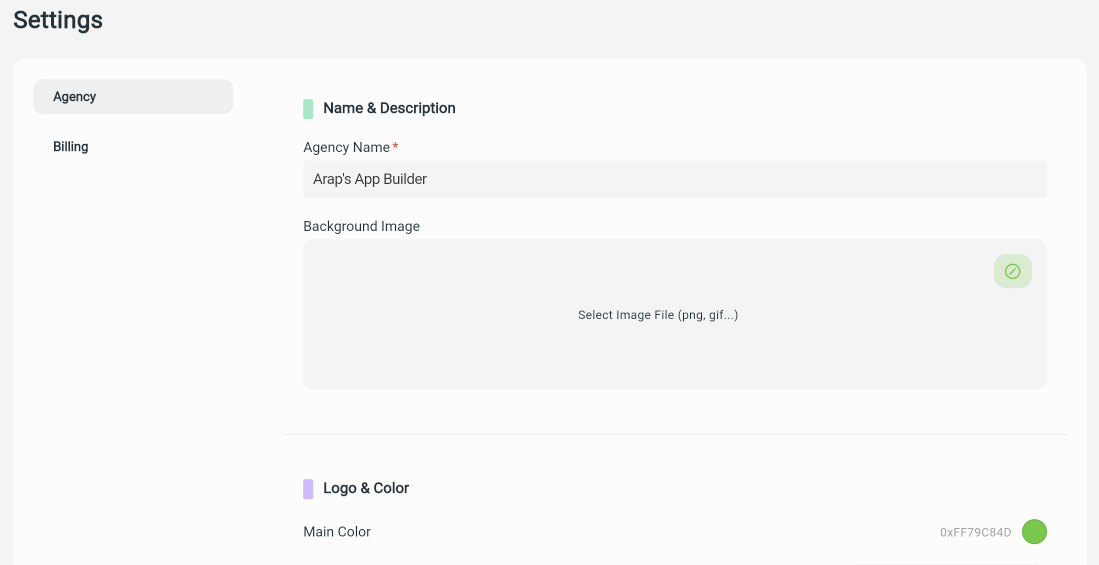 Settings
Agency
Billing
Name & Description
Agency Name *
Arap's App Builder
Background Image
Select Image File (png, gif...)
Logo & Color
Main Color
0xFF79C84D